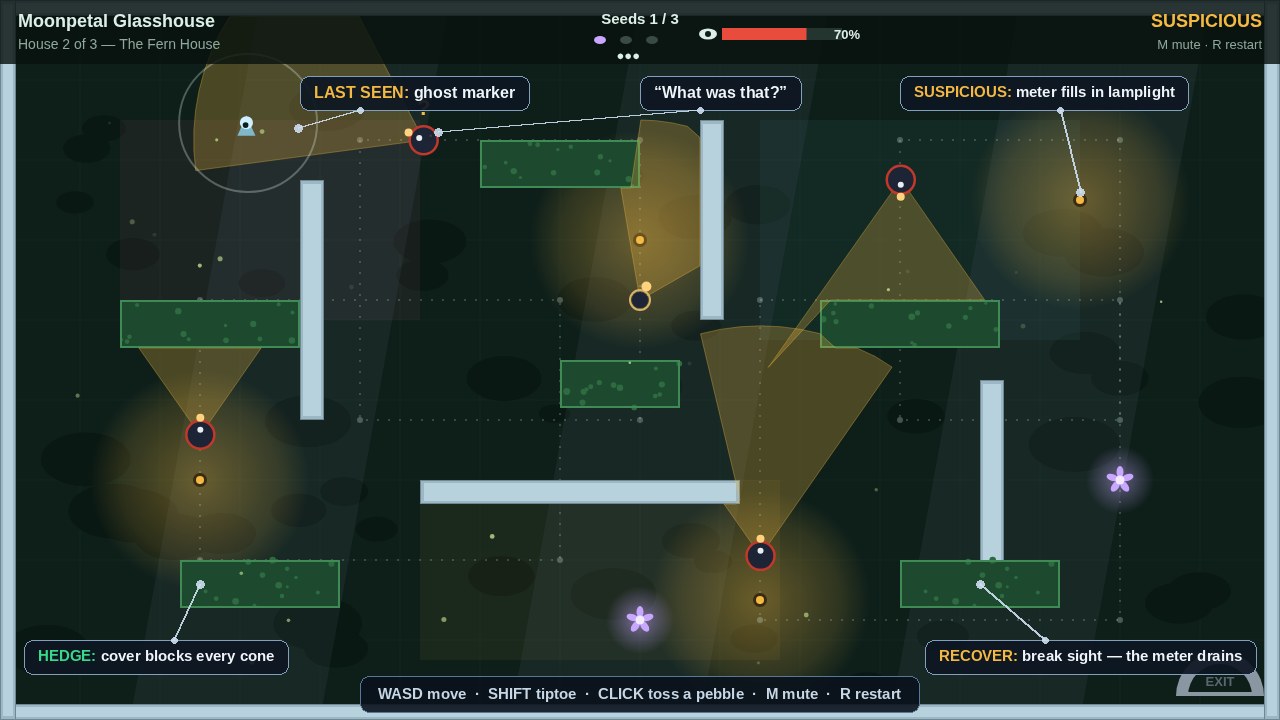 Moonpetal Glasshouse
House 2 of 3 — The Fern House
Seeds 1 / 3
70%
SUSPICIOUS
M mute · R restart
LAST SEEN: ghost marker
“What was that?”
SUSPICIOUS: meter fills in lamplight
HEDGE: cover blocks every cone
RECOVER: break sight — the meter drains
EXIT
WASD move · SHIFT tiptoe · CLICK toss a pebble · M mute · R restart